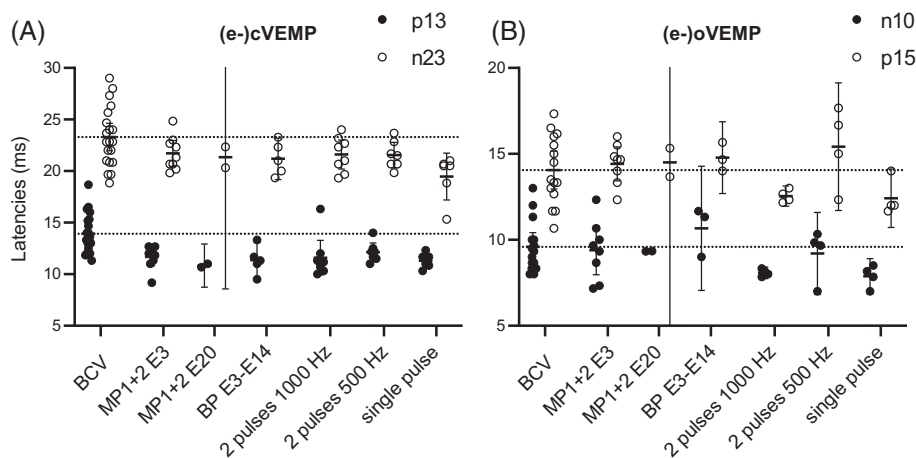 (A)
(e-)cVEMP
p13
n23
Latencies (ms)
30
25
20
15
10
5
BCV
MP1+2 E3
MP1+2 E20
BP E3-E14
2 pulses 1000 Hz
2 pulses 500 Hz
single pulse
(B)
(e-)oVEMP
n10
p15
20
15
10
5
BCV
MP1+2 E3
MP1+2 E20
BP E3-E14
2 pulses 1000 Hz
2 pulses 500 Hz
single pulse